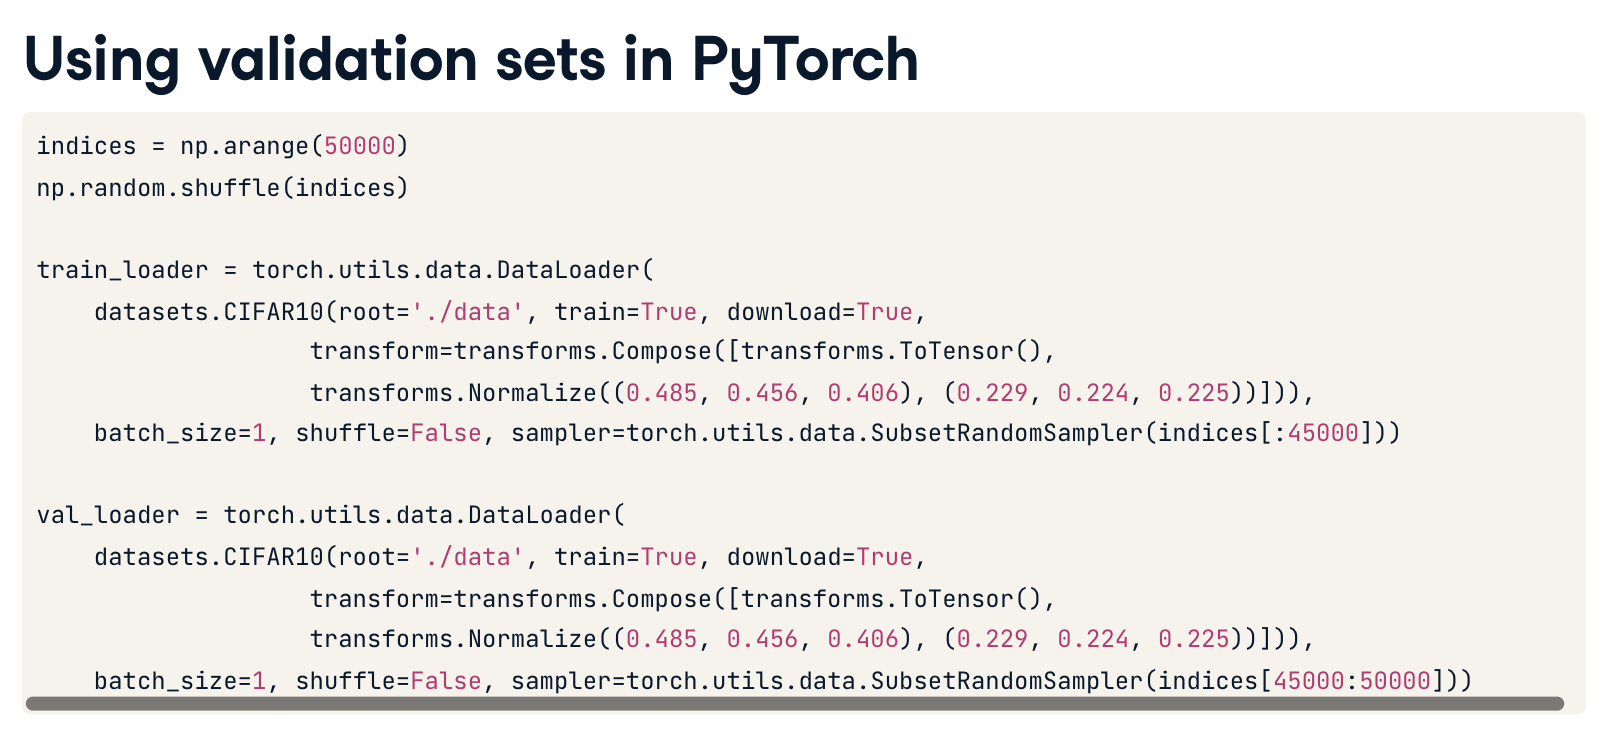 Using validation sets in PyTorch
indices = np.arange(50000)
np.random.shuffle(indices)
train_loader = torch.utils.data.DataLoader(
datasets.CIFAR10(root='./data', train=True, download=True,
transform=transforms.Compose([transforms.ToTensor(),
transforms.Normalize((0.485, 0.456, 0.406), (0.229, 0.224, 0.225))])),
batch_size=1, shuffle=False, sampler=torch.utils.data.SubsetRandomSampler(indices[:45000]))
val_loader = torch.utils.data.DataLoader(
datasets.CIFAR10(root='./data', train=True, download=True,
transform=transforms.Compose([transforms.ToTensor(),
transforms.Normalize((0.485, 0.456, 0.406), (0.229, 0.224, 0.225))])),
batch_size=1, shuffle=False, sampler=torch.utils.data.SubsetRandomSampler(indices[45000:50000]))